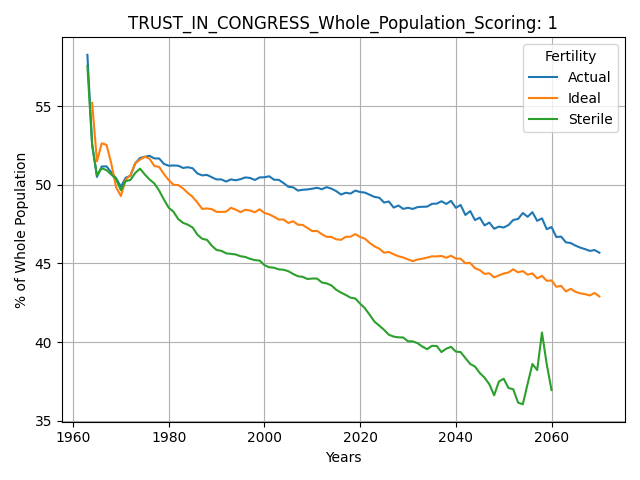 TRUST_IN_CONGRESS_Whole_Population_Scoring: 1
Fertility
Actual
Ideal
Sterile
% of Whole Population
55
50
45
40
35
1960
1980
2000
2020
2040
2060
Years